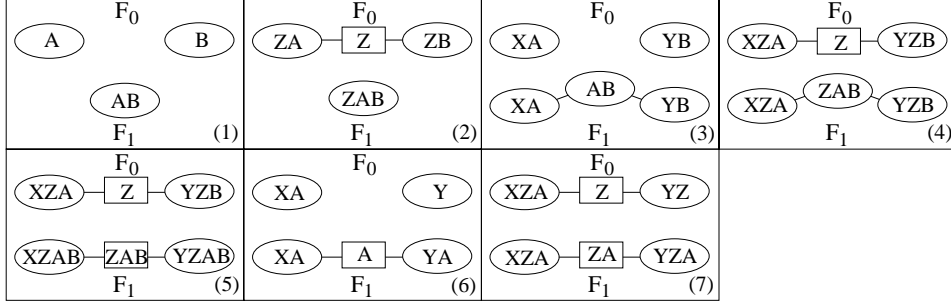 F₀
A B
AB
F₁ (1)
F₀
ZA Z ZB
ZAB
F₁ (2)
F₀
XA YB
XA AB YB
F₁ (3)
F₀
XZA Z YZB
XZA ZAB YZB
F₁ (4)
F₀
XZA Z YZB
XZAB ZAB YZAB
F₁ (5)
F₀
XA Y
XA A YA
F₁ (6)
F₀
XZA Z YZ
XZA ZA YZA
F₁ (7)